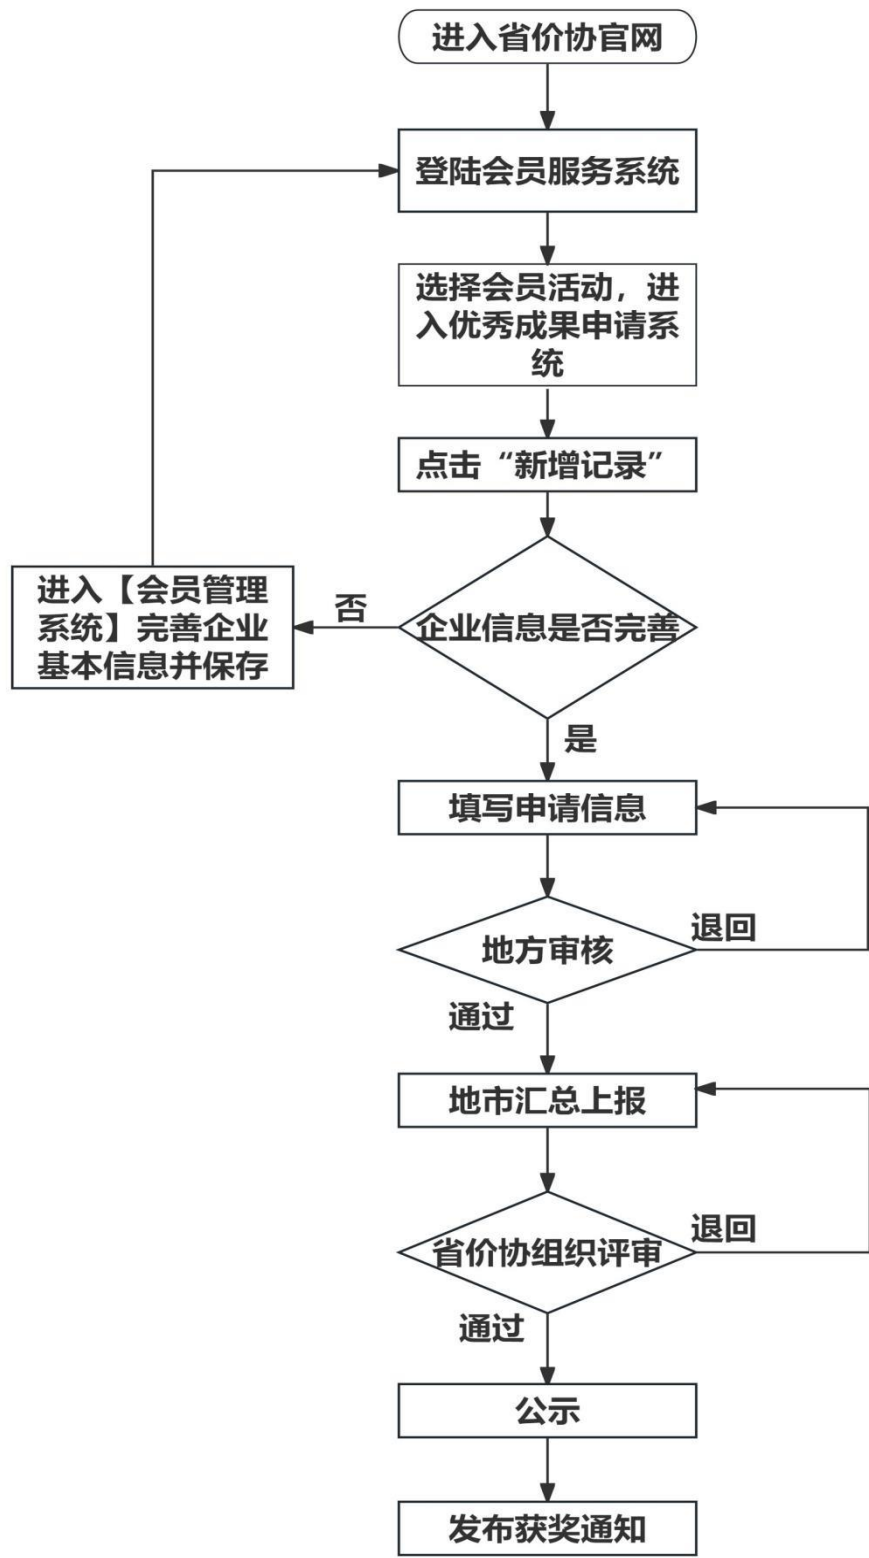 进入省价协官网
登陆会员服务系统
选择会员活动，进
入优秀成果申请系
统
点击“新增记录”
企业信息是否完善
否
进入【会员管理
系统】完善企业
基本信息并保存
是
填写申请信息
地方审核
退回
通过
地市汇总上报
省价协组织评审
退回
通过
公示
发布获奖通知